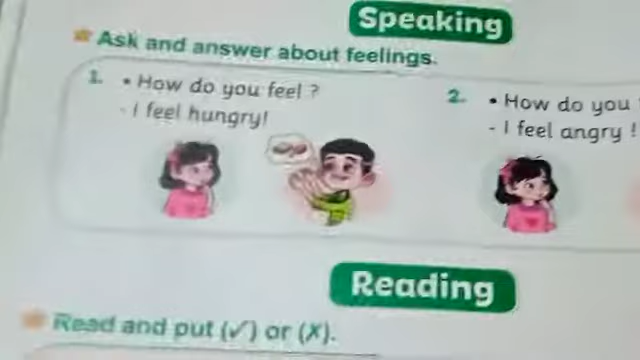 Speaking
Ask and answer about feelings.
1. • How do you feel ?
- I feel hungry!
2. • How do you
- I feel angry !
Reading
Read and put (✓) or (✗).